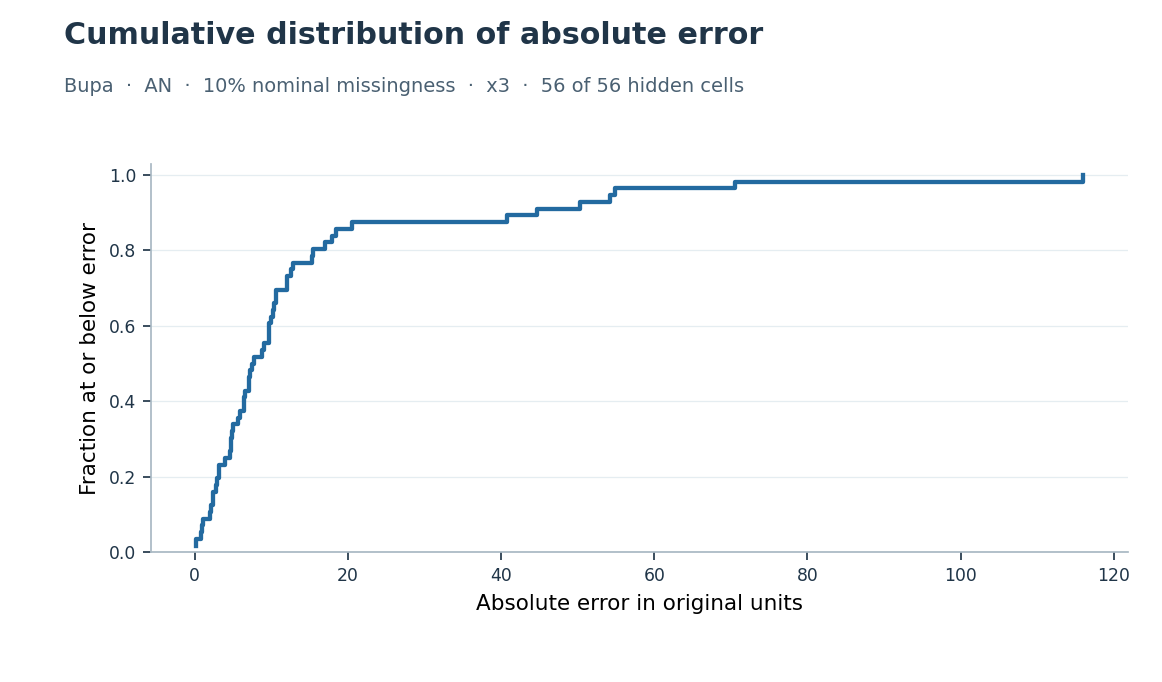 Cumulative distribution of absolute error
Bupa · AN · 10% nominal missingness · x3 · 56 of 56 hidden cells
Fraction at or below error
1.0
0.8
0.6
0.4
0.2
0.0
0 20 40 60 80 100 120
Absolute error in original units